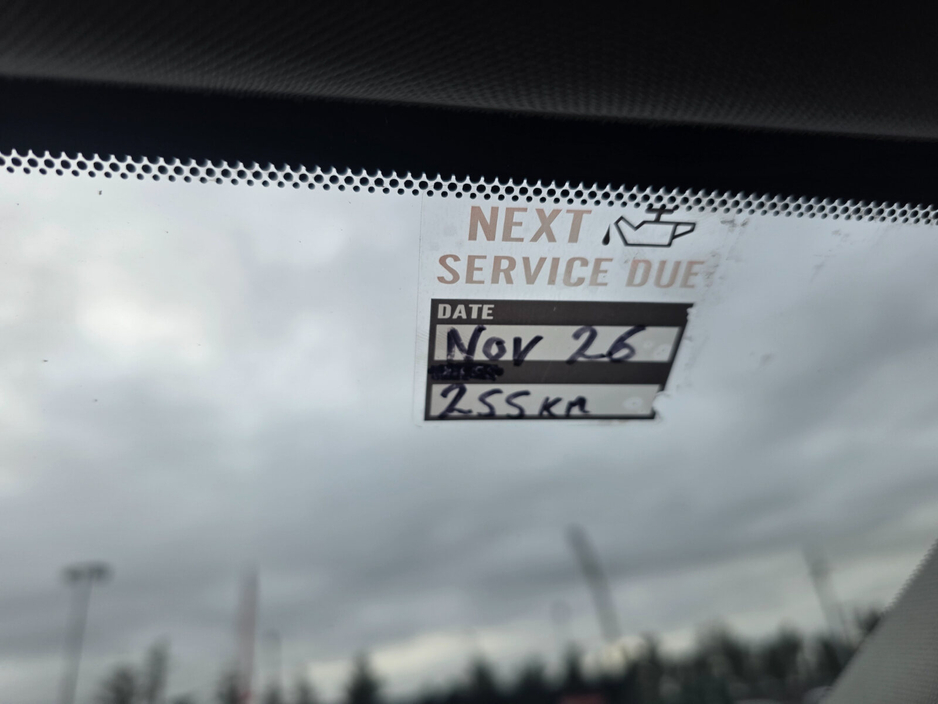 NEXT
SERVICE DUE
DATE
Nov 26
255KM